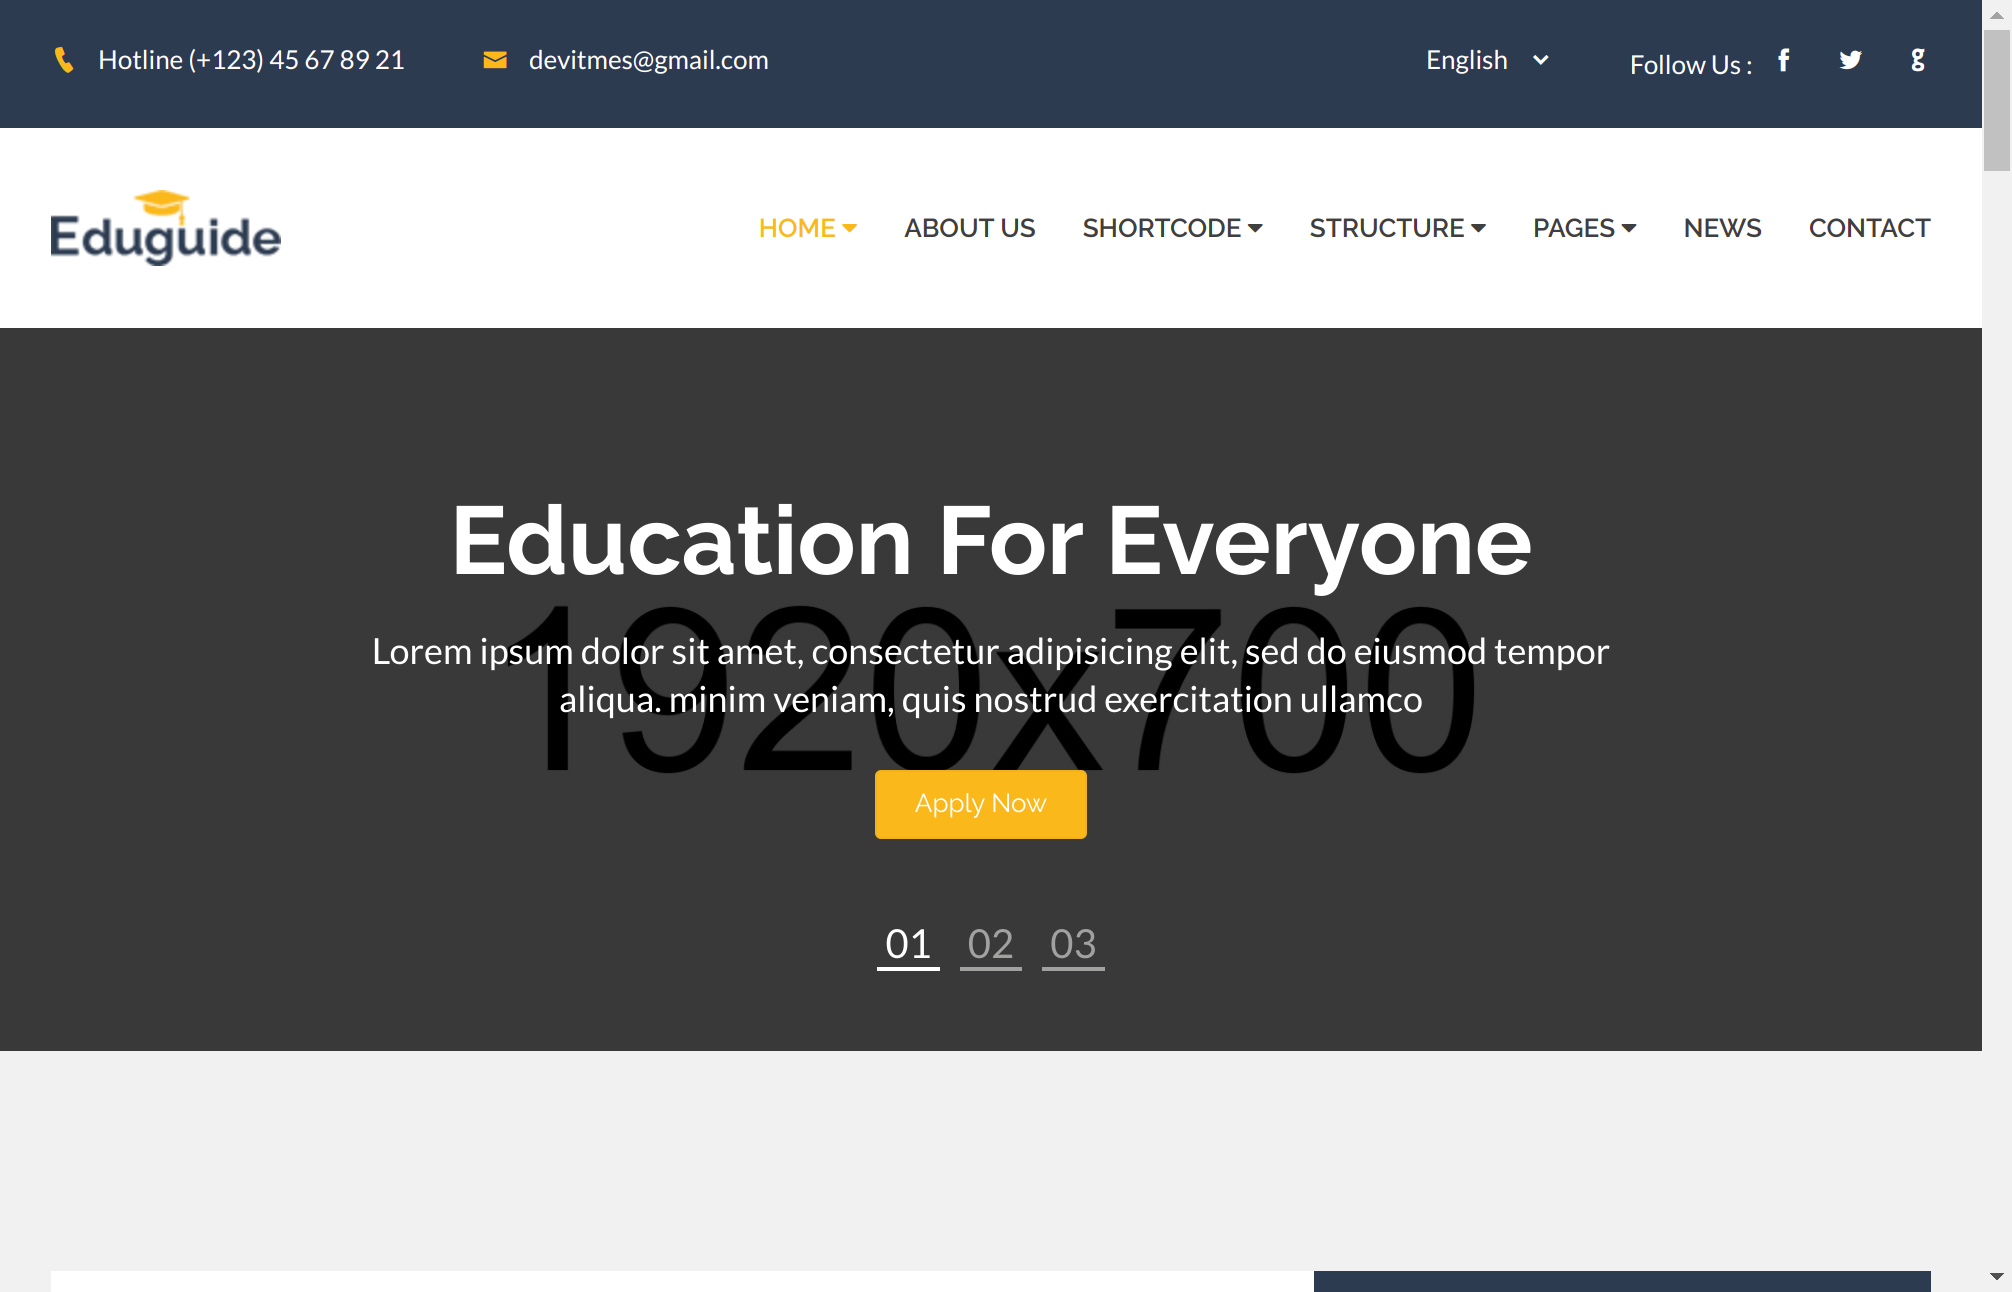 Hotline (+123) 45 67 89 21
devitmes@gmail.com
English
Follow Us :
Eduguide
HOME
ABOUT US
SHORTCODE
STRUCTURE
PAGES
NEWS
CONTACT
Education For Everyone
1920x700
Lorem ipsum dolor sit amet, consectetur adipisicing elit, sed do eiusmod tempor
aliqua. minim veniam, quis nostrud exercitation ullamco
Apply Now
01 02 03